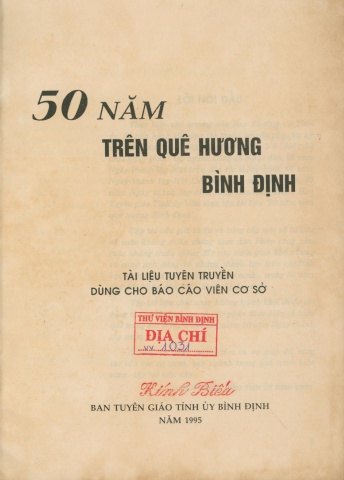 50 NĂM
TRÊN QUÊ HƯƠNG
BÌNH ĐỊNH
TÀI LIỆU TUYÊN TRUYỀN
DÙNG CHO BÁO CÁO VIÊN CƠ SỞ
THƯ VIỆN BÌNH ĐỊNH
ĐỊA CHÍ
VV 1031
Kính Biếu
BAN TUYÊN GIÁO TỈNH ỦY BÌNH ĐỊNH
NĂM 1995